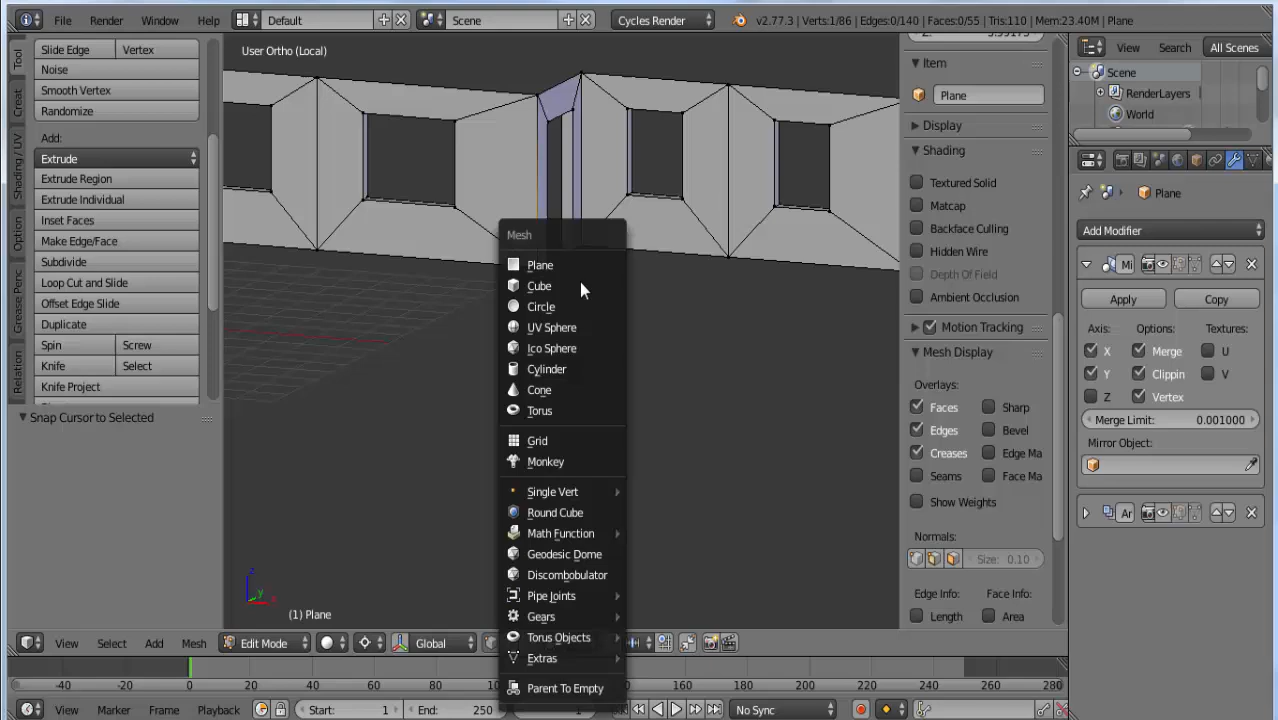 File Render Window Help Default Scene Cycles Render v2.77.3 | Verts:1/86 | Edges:0/140 | Faces:0/55 | Tris:110 | Mem:23.40M | Plane
Tool
Creat
Shading / UV
Option
Grease Penc
Relation
Slide Edge Vertex
Noise
Smooth Vertex
Randomize
Add:
Extrude
Extrude Region
Extrude Individual
Inset Faces
Make Edge/Face
Subdivide
Loop Cut and Slide
Offset Edge Slide
Duplicate
Spin Screw
Knife Select
Knife Project
Snap Cursor to Selected
User Ortho (Local)
Mesh
Plane
Cube
Circle
UV Sphere
Ico Sphere
Cylinder
Cone
Torus
Grid
Monkey
Single Vert
Round Cube
Math Function
Geodesic Dome
Discombobulator
Pipe Joints
Gears
Torus Objects
Extras
Parent To Empty
z
y
x
(1) Plane
Item
Plane
Display
Shading
Textured Solid
Matcap
Backface Culling
Hidden Wire
Depth Of Field
Ambient Occlusion
Motion Tracking
Mesh Display
Overlays:
Faces Sharp
Edges Bevel
Creases Edge Ma
Seams Face Ma
Show Weights
Normals:
Size: 0.10
Edge Info: Face Info:
Length Area
View Search All Scenes
Scene
RenderLayers
World
Plane
Add Modifier
Mi
Apply Copy
Axis: Options: Textures:
X Merge U
Y Clippin V
Z Vertex
Merge Limit: 0.001000
Mirror Object:
Ar
View Select Add Mesh Edit Mode Global
-40 -20 0 20 40 60 80 160 180 200 220 240 260 280
View Marker Frame Playback Start: 1 End: 250 1 No Sync